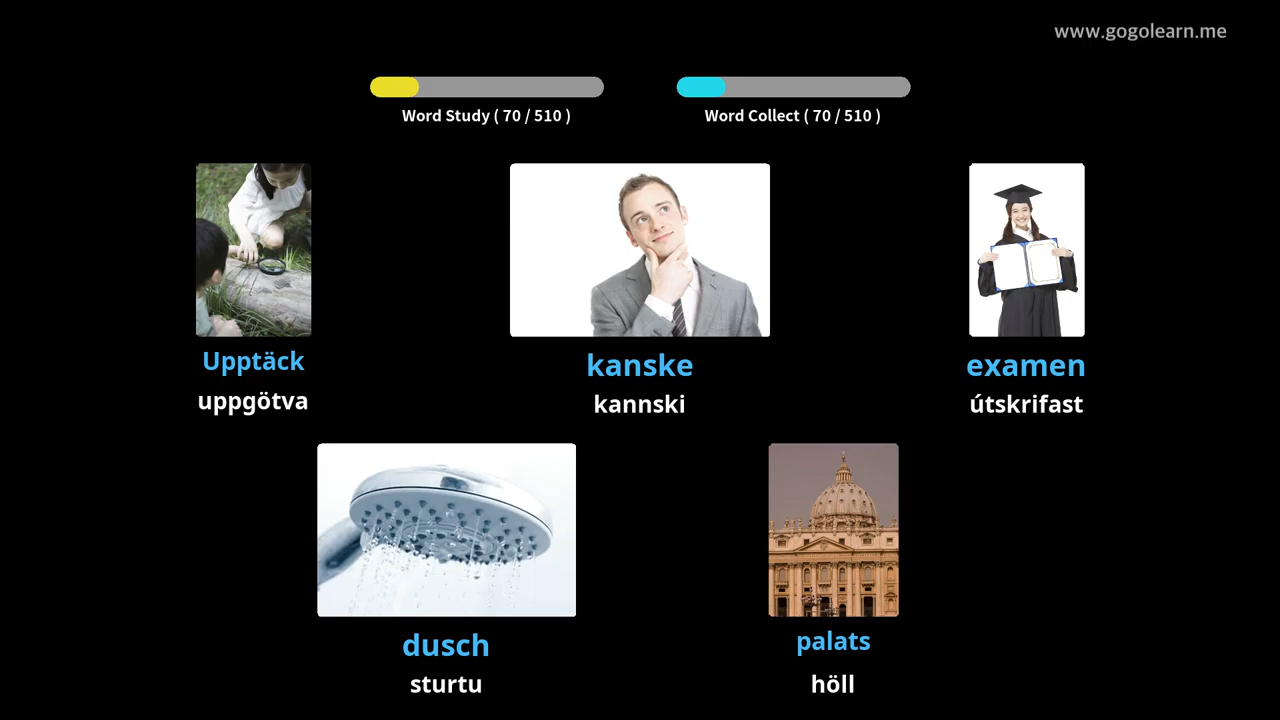 www.gogolearn.me
Word Study ( 70 / 510 )
Word Collect ( 70 / 510 )
Upptäck
uppgötva
kanske
kannski
examen
útskrifast
dusch
sturtu
palats
höll